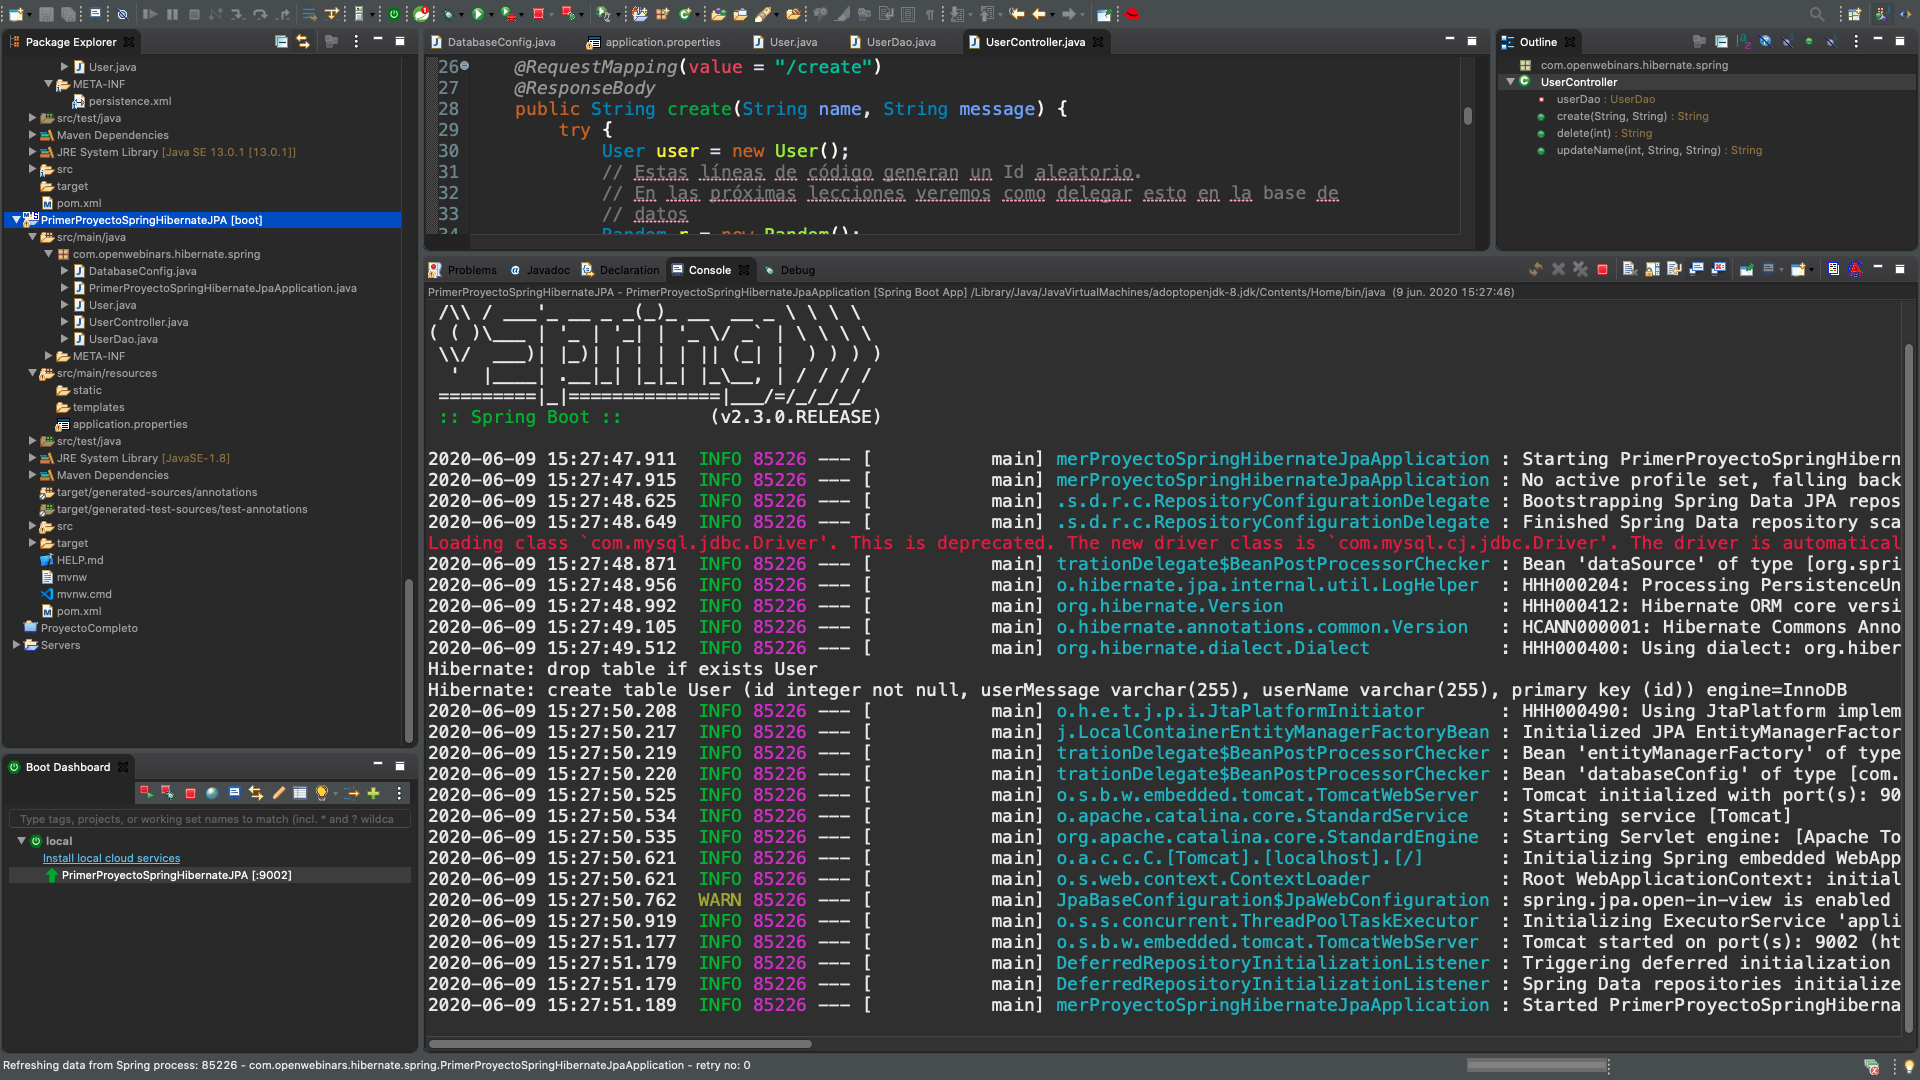 Package Explorer
User.java
META-INF
persistence.xml
src/test/java
Maven Dependencies
JRE System Library [Java SE 13.0.1 [13.0.1]]
src
target
pom.xml
PrimerProyectoSpringHibernateJPA [boot]
src/main/java
com.openwebinars.hibernate.spring
DatabaseConfig.java
PrimerProyectoSpringHibernateJpaApplication.java
User.java
UserController.java
UserDao.java
META-INF
src/main/resources
static
templates
application.properties
src/test/java
JRE System Library [JavaSE-1.8]
Maven Dependencies
target/generated-sources/annotations
target/generated-test-sources/test-annotations
src
target
HELP.md
mvnw
mvnw.cmd
pom.xml
ProyectoCompleto
Servers
Boot Dashboard
Type tags, projects, or working set names to match (incl. * and ? wildca
local
Install local cloud services
PrimerProyectoSpringHibernateJPA [:9002]
DatabaseConfig.java application.properties User.java UserDao.java UserController.java
26 @RequestMapping(value = "/create")
27 @ResponseBody
28 public String create(String name, String message) {
29 try {
30 User user = new User();
31 // Estas líneas de código generan un Id aleatorio.
32 // En las próximas lecciones veremos como delegar esto en la base de
33 // datos
34 Random r = new Random();
Outline
com.openwebinars.hibernate.spring
UserController
userDao : UserDao
create(String, String) : String
delete(int) : String
updateName(int, String, String) : String
Problems Javadoc Declaration Console Debug
PrimerProyectoSpringHibernateJPA - PrimerProyectoSpringHibernateJpaApplication [Spring Boot App] /Library/Java/JavaVirtualMachines/adoptopenjdk-8.jdk/Contents/Home/bin/java (9 jun. 2020 15:27:46)
 /\\ / ___'_ __ _ _(_)_ __  __ _ \ \ \ \
( ( )\___ | '_ | '_| | '_ \/ _` | \ \ \ \
 \\/  ___)| |_)| | | | | || (_| |  ) ) ) )
  '  |____| .__|_| |_|_| |_\__, | / / / /
 =========|_|==============|___/=/_/_/_/
:: Spring Boot :: (v2.3.0.RELEASE)
2020-06-09 15:27:47.911 INFO 85226 --- [ main] merProyectoSpringHibernateJpaApplication : Starting PrimerProyectoSpringHibern
2020-06-09 15:27:47.915 INFO 85226 --- [ main] merProyectoSpringHibernateJpaApplication : No active profile set, falling back
2020-06-09 15:27:48.625 INFO 85226 --- [ main] .s.d.r.c.RepositoryConfigurationDelegate : Bootstrapping Spring Data JPA repos
2020-06-09 15:27:48.649 INFO 85226 --- [ main] .s.d.r.c.RepositoryConfigurationDelegate : Finished Spring Data repository sca
Loading class `com.mysql.jdbc.Driver'. This is deprecated. The new driver class is `com.mysql.cj.jdbc.Driver'. The driver is automatical
2020-06-09 15:27:48.871 INFO 85226 --- [ main] trationDelegate$BeanPostProcessorChecker : Bean 'dataSource' of type [org.spri
2020-06-09 15:27:48.956 INFO 85226 --- [ main] o.hibernate.jpa.internal.util.LogHelper : HHH000204: Processing PersistenceUn
2020-06-09 15:27:48.992 INFO 85226 --- [ main] org.hibernate.Version : HHH000412: Hibernate ORM core versi
2020-06-09 15:27:49.105 INFO 85226 --- [ main] o.hibernate.annotations.common.Version : HCANN000001: Hibernate Commons Anno
2020-06-09 15:27:49.512 INFO 85226 --- [ main] org.hibernate.dialect.Dialect : HHH000400: Using dialect: org.hiber
Hibernate: drop table if exists User
Hibernate: create table User (id integer not null, userMessage varchar(255), userName varchar(255), primary key (id)) engine=InnoDB
2020-06-09 15:27:50.208 INFO 85226 --- [ main] o.h.e.t.j.p.i.JtaPlatformInitiator : HHH000490: Using JtaPlatform implem
2020-06-09 15:27:50.217 INFO 85226 --- [ main] j.LocalContainerEntityManagerFactoryBean : Initialized JPA EntityManagerFactor
2020-06-09 15:27:50.219 INFO 85226 --- [ main] trationDelegate$BeanPostProcessorChecker : Bean 'entityManagerFactory' of type
2020-06-09 15:27:50.220 INFO 85226 --- [ main] trationDelegate$BeanPostProcessorChecker : Bean 'databaseConfig' of type [com.
2020-06-09 15:27:50.525 INFO 85226 --- [ main] o.s.b.w.embedded.tomcat.TomcatWebServer : Tomcat initialized with port(s): 90
2020-06-09 15:27:50.534 INFO 85226 --- [ main] o.apache.catalina.core.StandardService : Starting service [Tomcat]
2020-06-09 15:27:50.535 INFO 85226 --- [ main] org.apache.catalina.core.StandardEngine : Starting Servlet engine: [Apache To
2020-06-09 15:27:50.621 INFO 85226 --- [ main] o.a.c.c.C.[Tomcat].[localhost].[/] : Initializing Spring embedded WebApp
2020-06-09 15:27:50.621 INFO 85226 --- [ main] o.s.web.context.ContextLoader : Root WebApplicationContext: initial
2020-06-09 15:27:50.762 WARN 85226 --- [ main] JpaBaseConfiguration$JpaWebConfiguration : spring.jpa.open-in-view is enabled
2020-06-09 15:27:50.919 INFO 85226 --- [ main] o.s.s.concurrent.ThreadPoolTaskExecutor : Initializing ExecutorService 'appli
2020-06-09 15:27:51.177 INFO 85226 --- [ main] o.s.b.w.embedded.tomcat.TomcatWebServer : Tomcat started on port(s): 9002 (ht
2020-06-09 15:27:51.179 INFO 85226 --- [ main] DeferredRepositoryInitializationListener : Triggering deferred initialization
2020-06-09 15:27:51.179 INFO 85226 --- [ main] DeferredRepositoryInitializationListener : Spring Data repositories initialize
2020-06-09 15:27:51.189 INFO 85226 --- [ main] merProyectoSpringHibernateJpaApplication : Started PrimerProyectoSpringHiberna
Refreshing data from Spring process: 85226 - com.openwebinars.hibernate.spring.PrimerProyectoSpringHibernateJpaApplication - retry no: 0